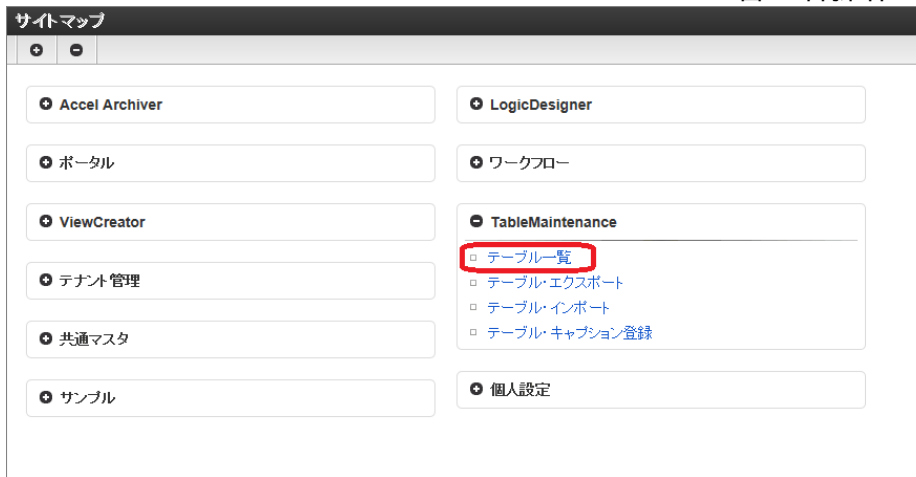 サイトマップ
Accel Archiver
ポータル
ViewCreator
テナント管理
共通マスタ
サンプル
LogicDesigner
ワークフロー
TableMaintenance
テーブル一覧
テーブル・エクスポート
テーブル・インポート
テーブル・キャプション登録
個人設定